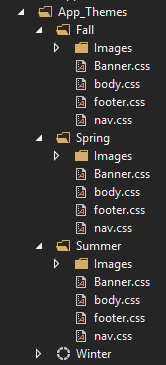 App_Themes
Fall
Images
Banner.css
body.css
footer.css
nav.css
Spring
Images
Banner.css
body.css
footer.css
nav.css
Summer
Images
Banner.css
body.css
footer.css
nav.css
Winter